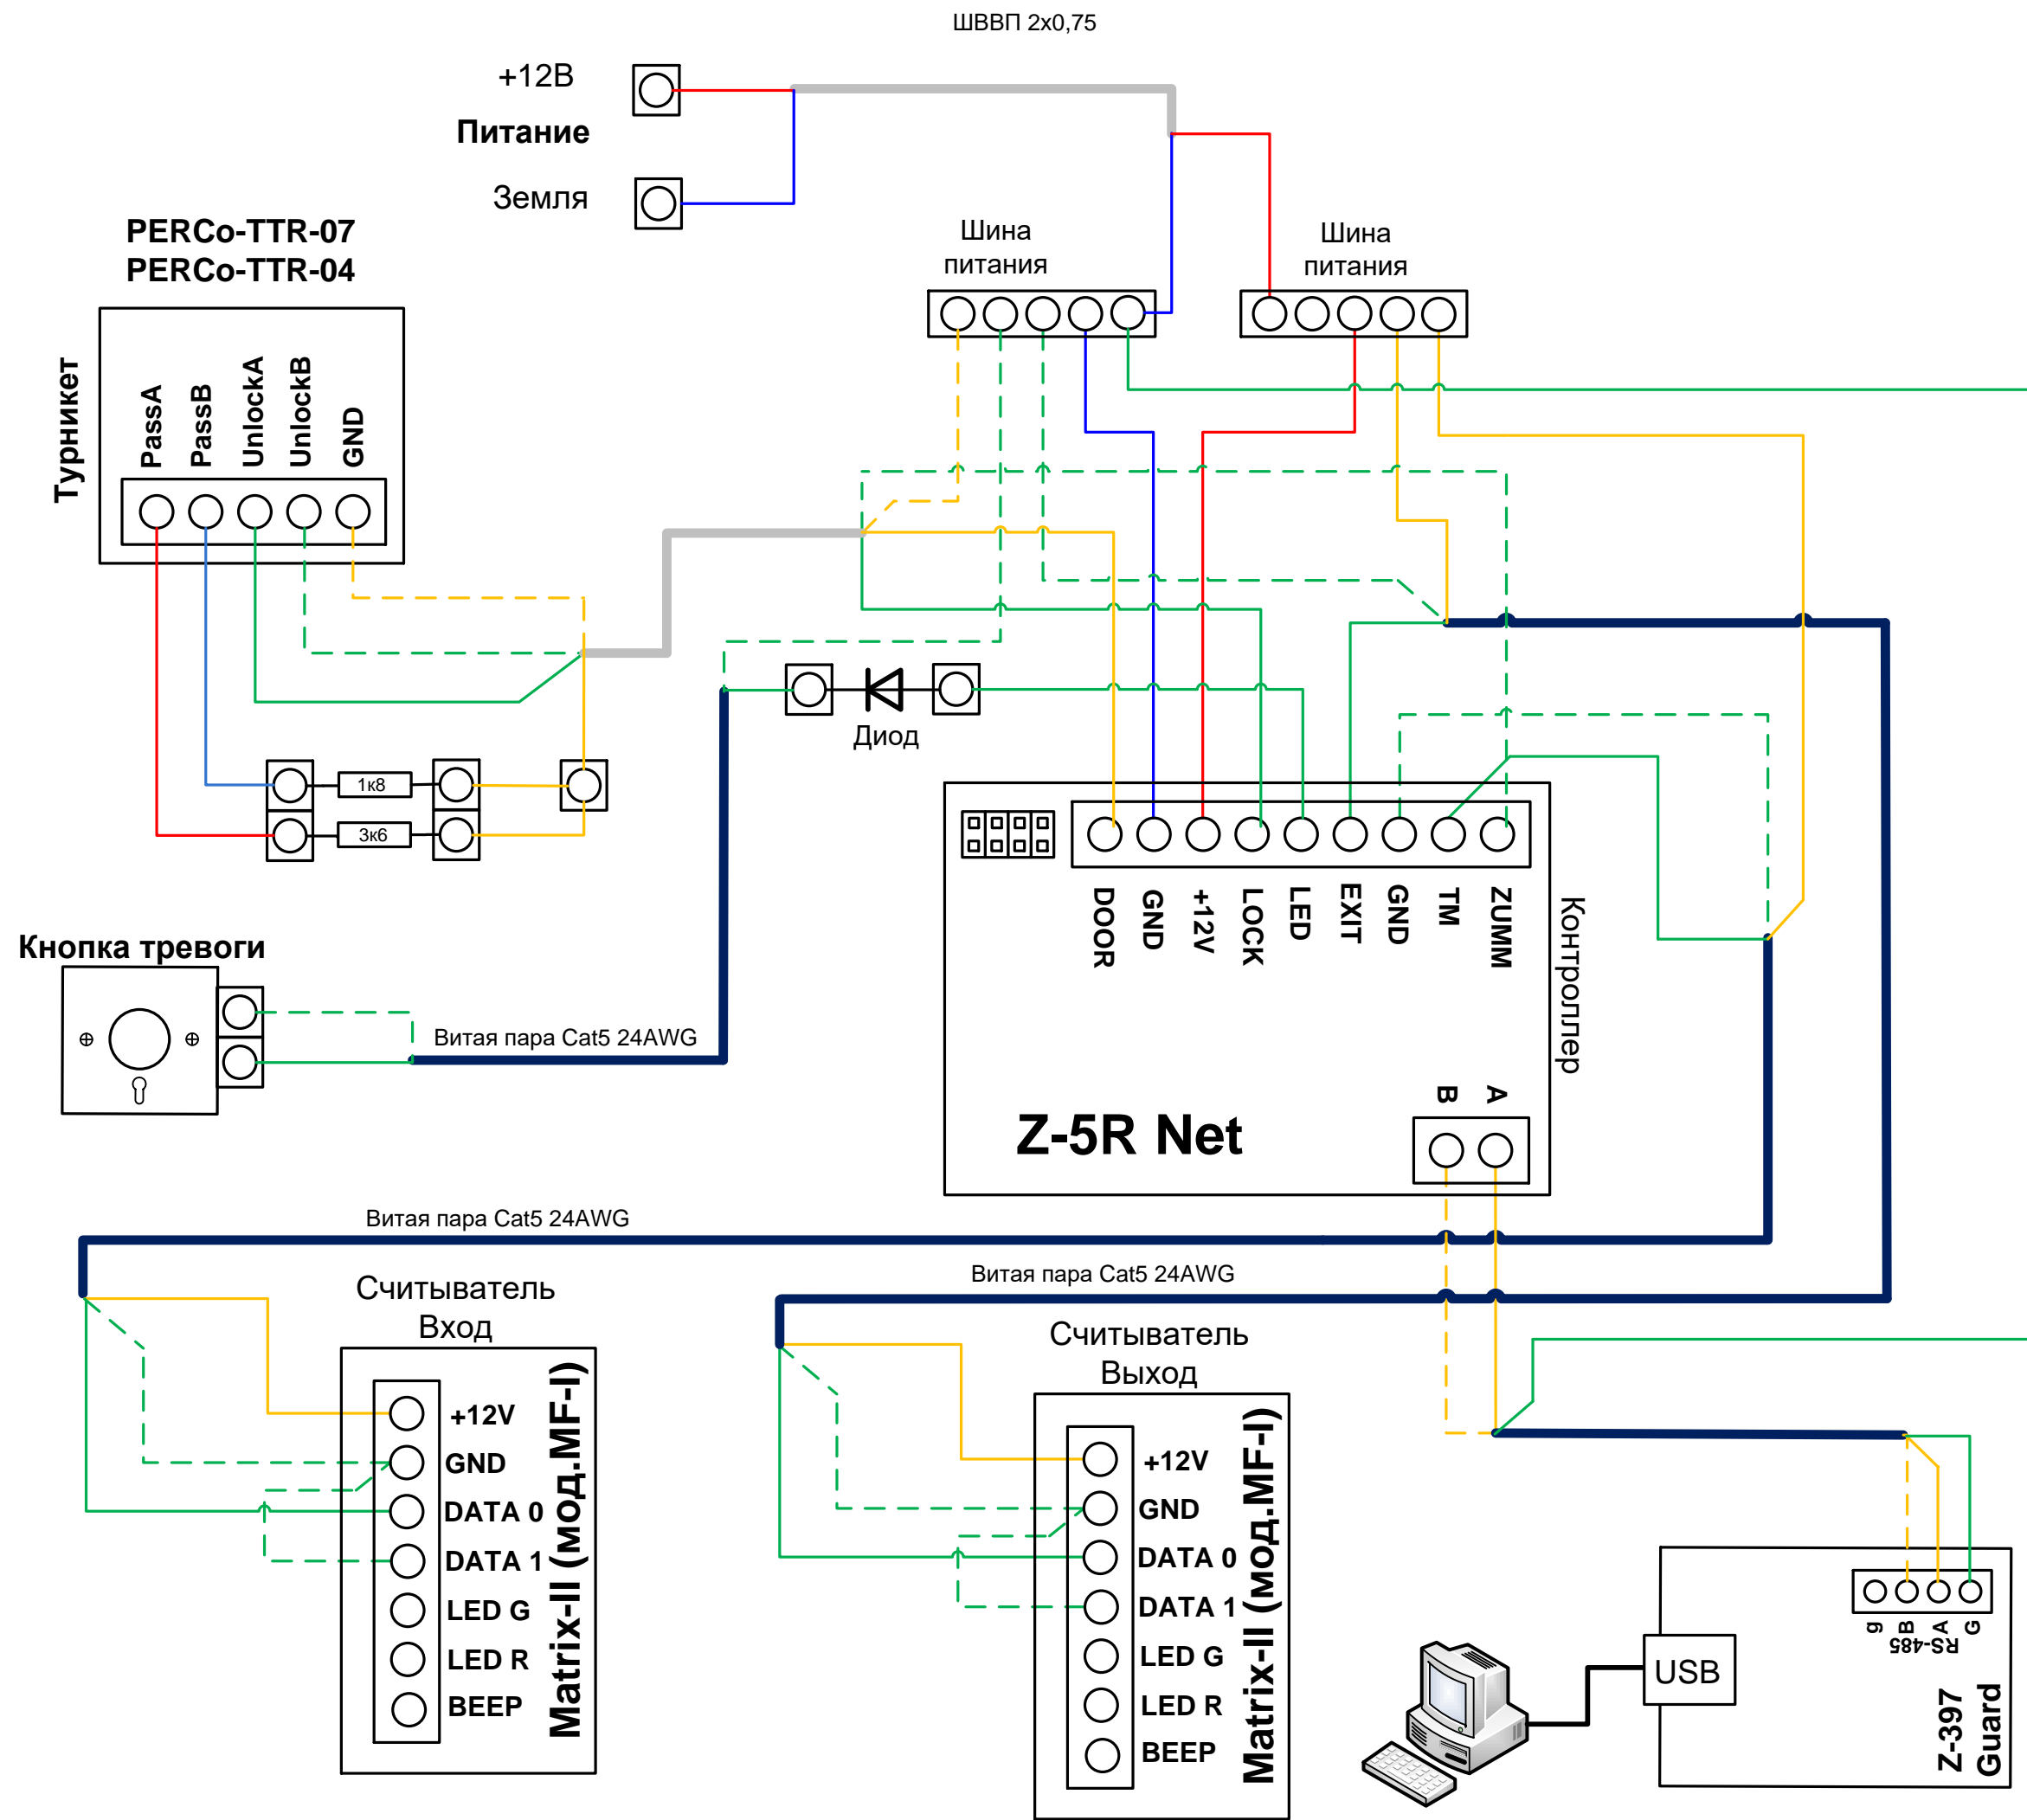 ШВВП 2х0,75
+12В
Питание
Земля
PERCo-TTR-07
PERCo-TTR-04
Шина
питания
Шина
питания
Турникет
PassA
PassB
UnlockA
UnlockB
GND
1к8
3к6
Диод
DOOR
GND
+12V
LOCK
LED
EXIT
GND
TM
ZUMM
Контроллер
Кнопка тревоги
Витая пара Cat5 24AWG
B
A
Z-5R Net
Витая пара Cat5 24AWG
Считыватель
Вход
+12V
GND
DATA 0
DATA 1
LED G
LED R
BEEP
Matrix-II (мод.MF-I)
Витая пара Cat5 24AWG
Считыватель
Выход
+12V
GND
DATA 0
DATA 1
LED G
LED R
BEEP
Matrix-II (мод.MF-I)
g
B
A
G
RS-485
USB
Z-397
Guard